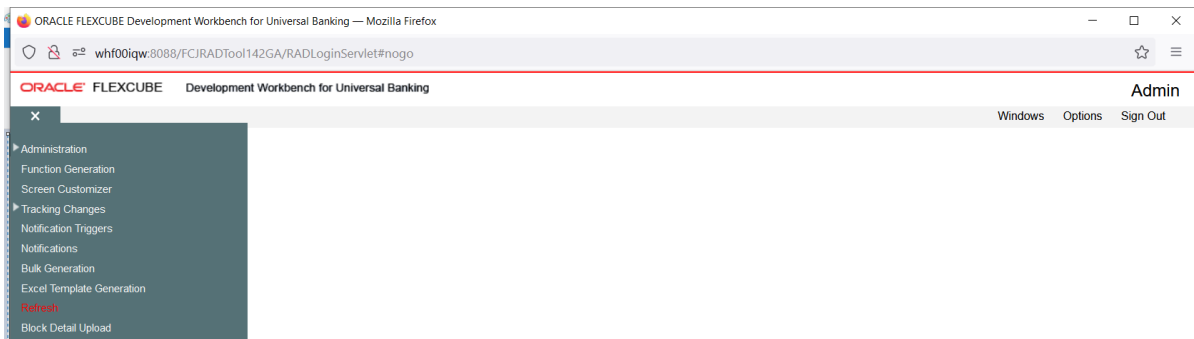 ORACLE FLEXCUBE Development Workbench for Universal Banking — Mozilla Firefox
whf00iqw:8088/FCJRADTool142GA/RADLoginServlet#nogo
ORACLE FLEXCUBE Development Workbench for Universal Banking Admin
Windows Options Sign Out
Administration
Function Generation
Screen Customizer
Tracking Changes
Notification Triggers
Notifications
Bulk Generation
Excel Template Generation
Refresh
Block Detail Upload